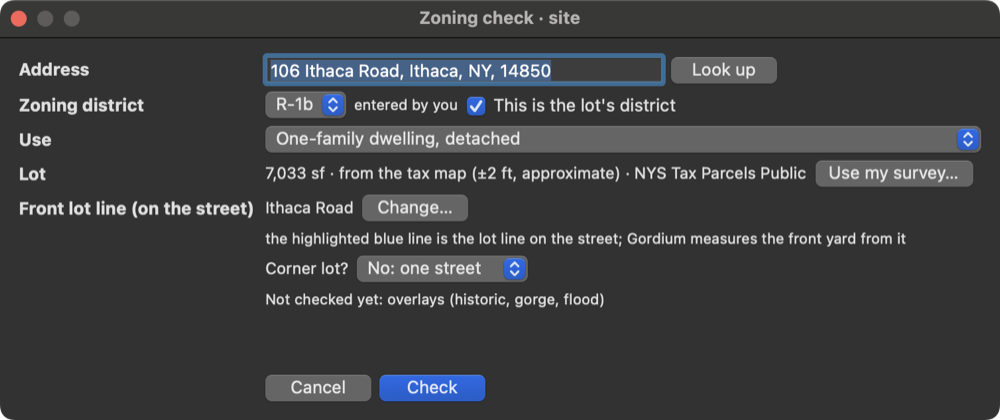 Zoning check · site
Address 106 Ithaca Road, Ithaca, NY, 14850 Look up
Zoning district R-1b entered by you This is the lot's district
Use One-family dwelling, detached
Lot 7,033 sf · from the tax map (±2 ft, approximate) · NYS Tax Parcels Public Use my survey...
Front lot line (on the street) Ithaca Road Change...
the highlighted blue line is the lot line on the street; Gordium measures the front yard from it
Corner lot? No: one street
Not checked yet: overlays (historic, gorge, flood)
Cancel Check